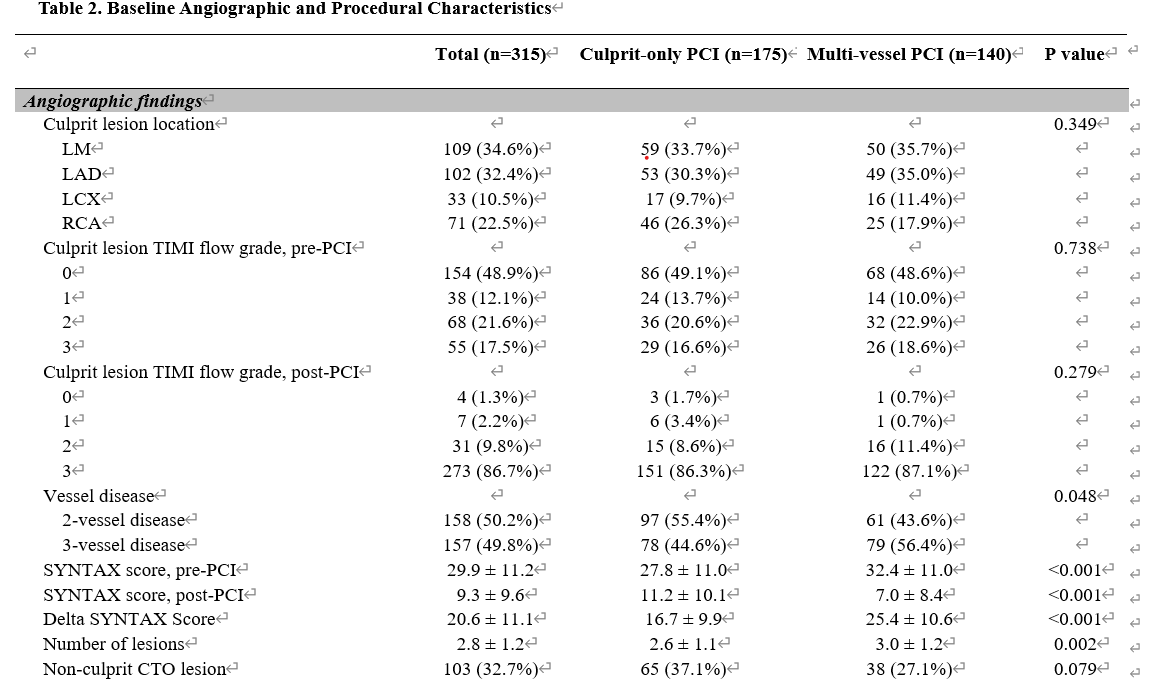 Table 2. Baseline Angiographic and Procedural Characteristics
Total (n=315) Culprit-only PCI (n=175) Multi-vessel PCI (n=140) P value
Angiographic findings
Culprit lesion location 0.349
LM 109 (34.6%) 59 (33.7%) 50 (35.7%)
LAD 102 (32.4%) 53 (30.3%) 49 (35.0%)
LCX 33 (10.5%) 17 (9.7%) 16 (11.4%)
RCA 71 (22.5%) 46 (26.3%) 25 (17.9%)
Culprit lesion TIMI flow grade, pre-PCI 0.738
0 154 (48.9%) 86 (49.1%) 68 (48.6%)
1 38 (12.1%) 24 (13.7%) 14 (10.0%)
2 68 (21.6%) 36 (20.6%) 32 (22.9%)
3 55 (17.5%) 29 (16.6%) 26 (18.6%)
Culprit lesion TIMI flow grade, post-PCI 0.279
0 4 (1.3%) 3 (1.7%) 1 (0.7%)
1 7 (2.2%) 6 (3.4%) 1 (0.7%)
2 31 (9.8%) 15 (8.6%) 16 (11.4%)
3 273 (86.7%) 151 (86.3%) 122 (87.1%)
Vessel disease 0.048
2-vessel disease 158 (50.2%) 97 (55.4%) 61 (43.6%)
3-vessel disease 157 (49.8%) 78 (44.6%) 79 (56.4%)
SYNTAX score, pre-PCI 29.9 ± 11.2 27.8 ± 11.0 32.4 ± 11.0 <0.001
SYNTAX score, post-PCI 9.3 ± 9.6 11.2 ± 10.1 7.0 ± 8.4 <0.001
Delta SYNTAX Score 20.6 ± 11.1 16.7 ± 9.9 25.4 ± 10.6 <0.001
Number of lesions 2.8 ± 1.2 2.6 ± 1.1 3.0 ± 1.2 0.002
Non-culprit CTO lesion 103 (32.7%) 65 (37.1%) 38 (27.1%) 0.079